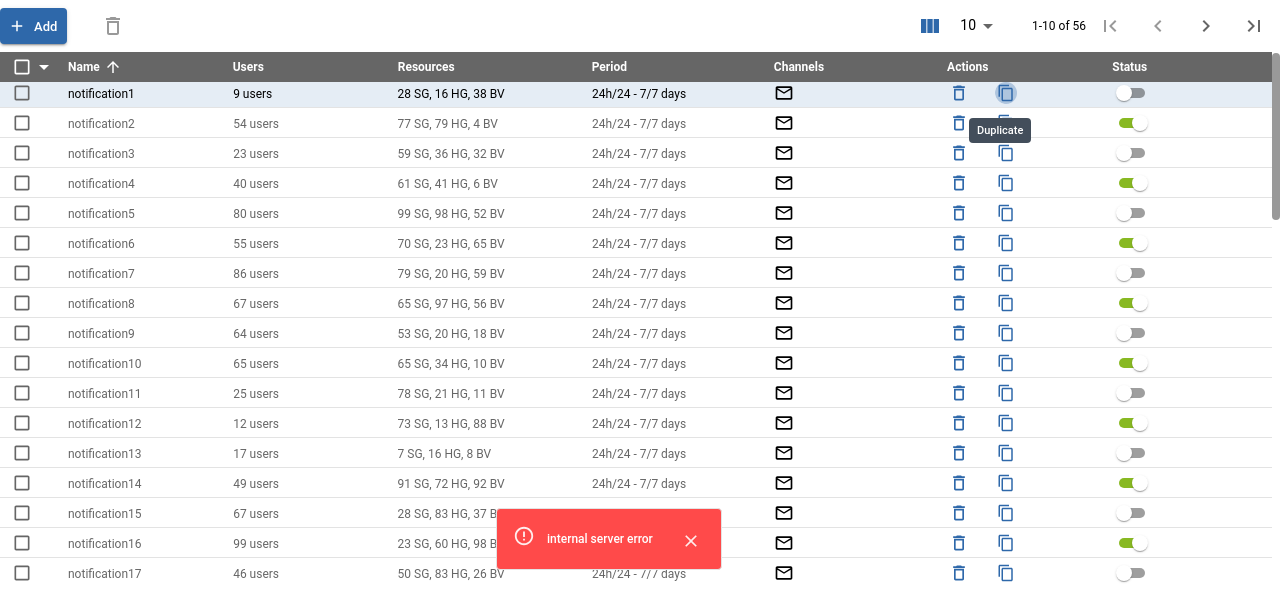 Add 10 1-10 of 56
Name Users Resources Period Channels Actions Status
notification1 9 users 28 SG, 16 HG, 38 BV 24h/24 - 7/7 days
notification2 54 users 77 SG, 79 HG, 4 BV 24h/24 - 7/7 days
Duplicate
notification3 23 users 59 SG, 36 HG, 32 BV 24h/24 - 7/7 days
notification4 40 users 61 SG, 41 HG, 6 BV 24h/24 - 7/7 days
notification5 80 users 99 SG, 98 HG, 52 BV 24h/24 - 7/7 days
notification6 55 users 70 SG, 23 HG, 65 BV 24h/24 - 7/7 days
notification7 86 users 79 SG, 20 HG, 59 BV 24h/24 - 7/7 days
notification8 67 users 65 SG, 97 HG, 56 BV 24h/24 - 7/7 days
notification9 64 users 53 SG, 20 HG, 18 BV 24h/24 - 7/7 days
notification10 65 users 65 SG, 34 HG, 10 BV 24h/24 - 7/7 days
notification11 25 users 78 SG, 21 HG, 11 BV 24h/24 - 7/7 days
notification12 12 users 73 SG, 13 HG, 88 BV 24h/24 - 7/7 days
notification13 17 users 7 SG, 16 HG, 8 BV 24h/24 - 7/7 days
notification14 49 users 91 SG, 72 HG, 92 BV 24h/24 - 7/7 days
notification15 67 users 28 SG, 83 HG, 37
internal server error
notification16 99 users 23 SG, 60 HG, 98
notification17 46 users 50 SG, 83 HG, 26 BV 24h/24 - 7/7 days